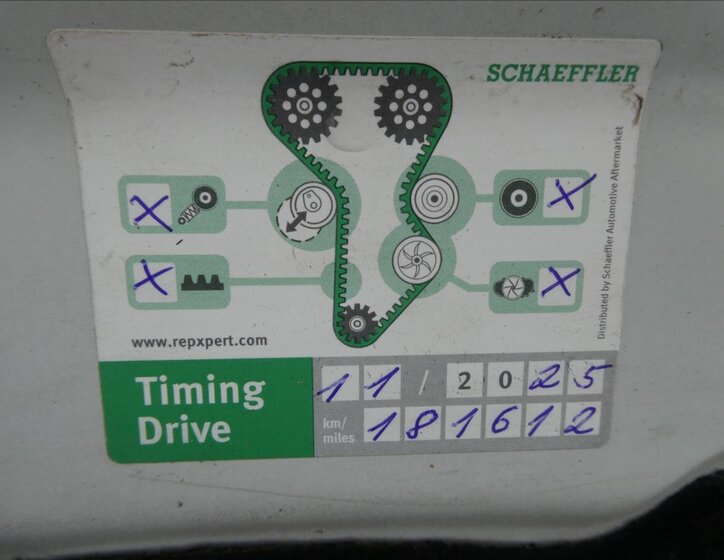 SCHAEFFLER
X
X
X
X
Distributed by Schaeffler Automotive Aftermarket
www.repxpert.com
Timing
Drive
11 / 2025
km/
miles
181612